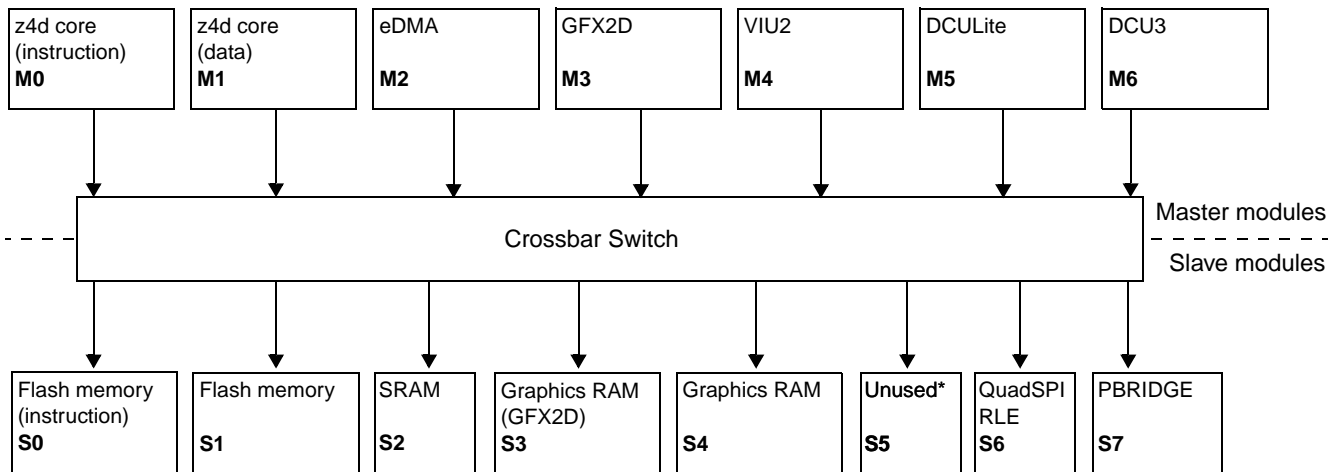 z4d core
(instruction)
M0
z4d core
(data)
M1
eDMA
M2
GFX2D
M3
VIU2
M4
DCULite
M5
DCU3
M6
Master modules
Crossbar Switch
Slave modules
Flash memory
(instruction)
S0
Flash memory
S1
SRAM
S2
Graphics RAM
(GFX2D)
S3
Graphics RAM
S4
Unused*
S5
QuadSPI
RLE
S6
PBRIDGE
S7